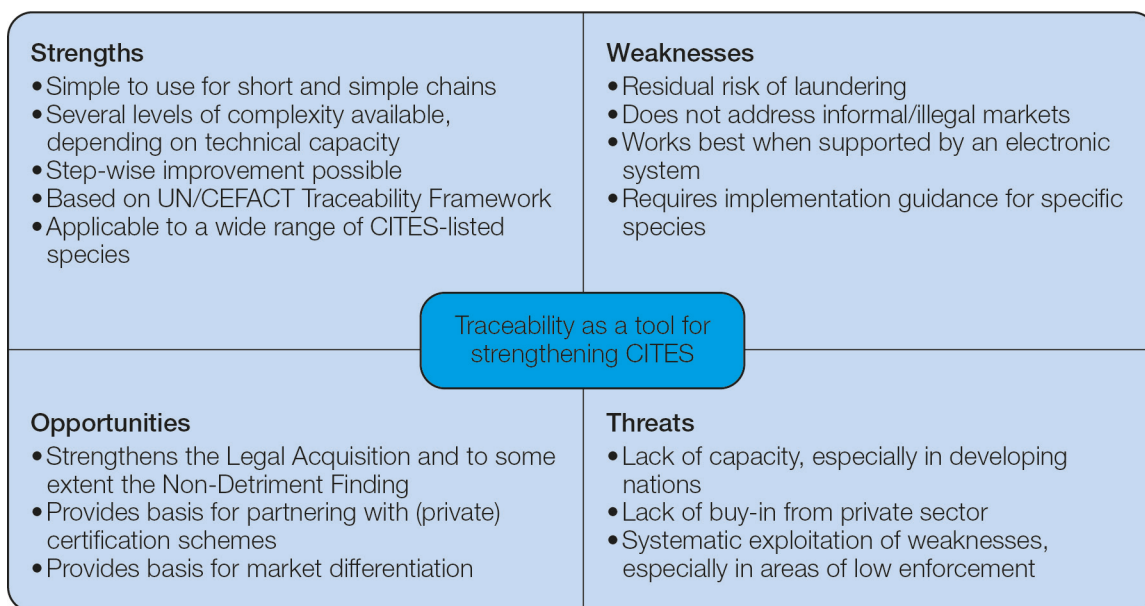 Strengths
• Simple to use for short and simple chains
• Several levels of complexity available,
depending on technical capacity
• Step-wise improvement possible
• Based on UN/CEFACT Traceability Framework
• Applicable to a wide range of CITES-listed
species
Weaknesses
• Residual risk of laundering
• Does not address informal/illegal markets
• Works best when supported by an electronic
system
• Requires implementation guidance for specific
species
Traceability as a tool for
strengthening CITES
Opportunities
• Strengthens the Legal Acquisition and to some
extent the Non-Detriment Finding
• Provides basis for partnering with (private)
certification schemes
• Provides basis for market differentiation
Threats
• Lack of capacity, especially in developing
nations
• Lack of buy-in from private sector
• Systematic exploitation of weaknesses,
especially in areas of low enforcement